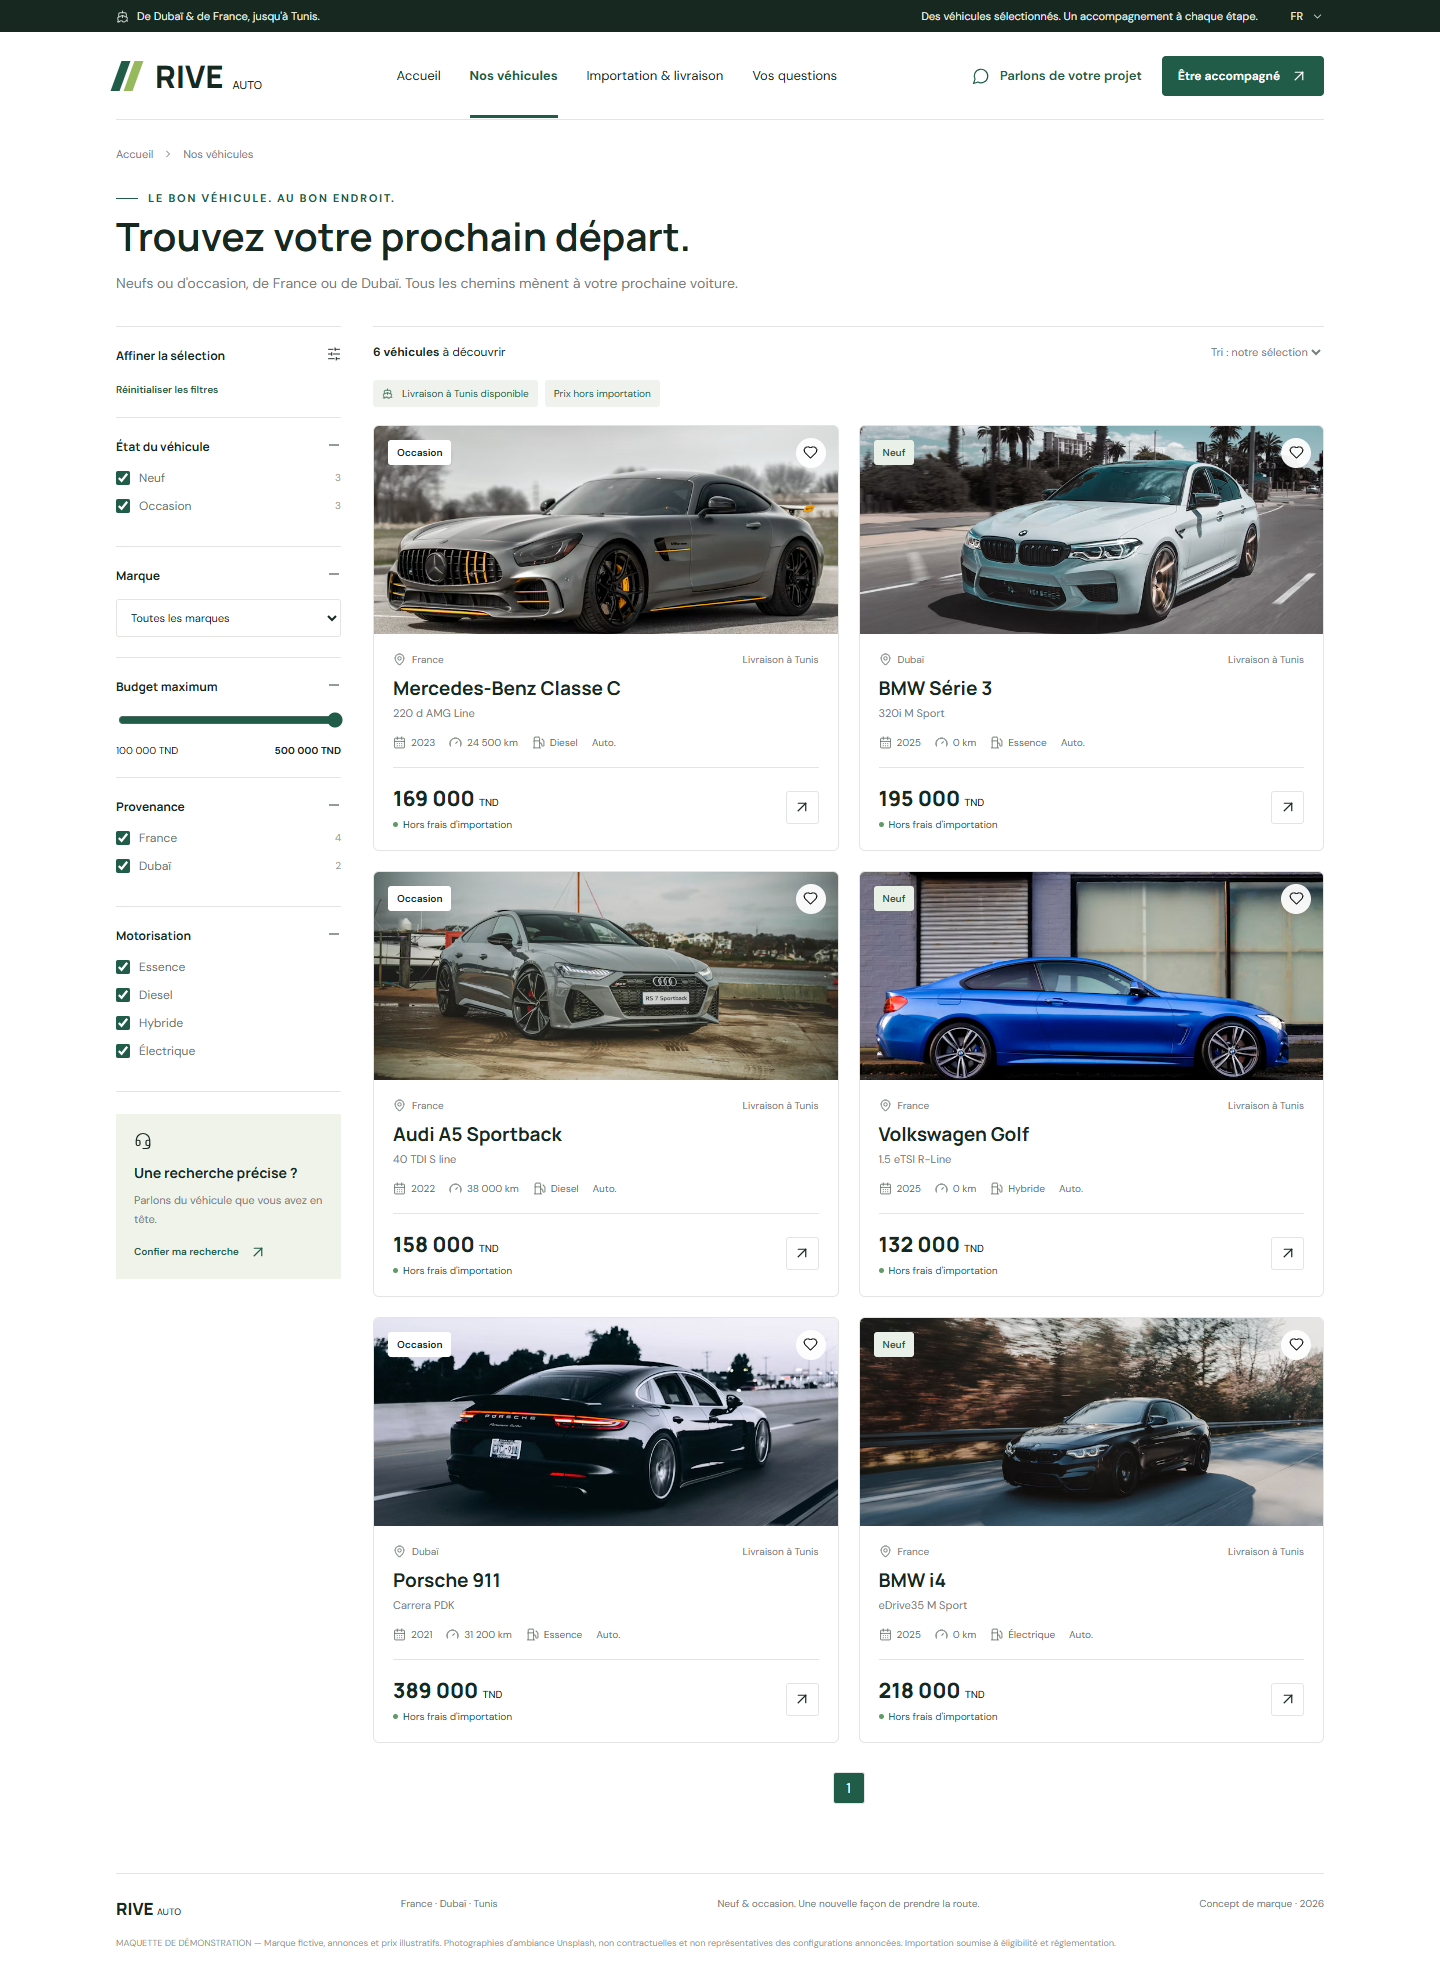 De Dubaï & de France, jusqu'à Tunis.
Des véhicules sélectionnés. Un accompagnement à chaque étape.
FR
RIVE AUTO
Accueil
Nos véhicules
Importation & livraison
Vos questions
Parlons de votre projet
Être accompagné
Accueil
Nos véhicules
LE BON VÉHICULE. AU BON ENDROIT.
Trouvez votre prochain départ.
Neufs ou d'occasion, de France ou de Dubaï. Tous les chemins mènent à votre prochaine voiture.
Affiner la sélection
Réinitialiser les filtres
État du véhicule
Neuf 3
Occasion 3
Marque
Toutes les marques
Budget maximum
100 000 TND 500 000 TND
Provenance
France 4
Dubaï 2
Motorisation
Essence
Diesel
Hybride
Électrique
Une recherche précise ?
Parlons du véhicule que vous avez en
tête.
Confier ma recherche
6 véhicules à découvrir
Tri : notre sélection
Livraison à Tunis disponible
Prix hors importation
Occasion
France
Livraison à Tunis
Mercedes-Benz Classe C
220 d AMG Line
2023 24 500 km Diesel Auto.
169 000 TND
Hors frais d'importation
Neuf
Dubaï
Livraison à Tunis
BMW Série 3
320i M Sport
2025 0 km Essence Auto.
195 000 TND
Hors frais d'importation
Occasion
RS 7 Sportback
France
Livraison à Tunis
Audi A5 Sportback
40 TDI S line
2022 38 000 km Diesel Auto.
158 000 TND
Hors frais d'importation
Neuf
France
Livraison à Tunis
Volkswagen Golf
1.5 eTSI R-Line
2025 0 km Hybride Auto.
132 000 TND
Hors frais d'importation
Occasion
PORSCHE
Dubaï
Livraison à Tunis
Porsche 911
Carrera PDK
2021 31 200 km Essence Auto.
389 000 TND
Hors frais d'importation
Neuf
France
Livraison à Tunis
BMW i4
eDrive35 M Sport
2025 0 km Électrique Auto.
218 000 TND
Hors frais d'importation
1
RIVE AUTO
France · Dubaï · Tunis
Neuf & occasion. Une nouvelle façon de prendre la route.
Concept de marque · 2026
MAQUETTE DE DÉMONSTRATION — Marque fictive, annonces et prix illustratifs. Photographies d'ambiance Unsplash, non contractuelles et non représentatives des configurations annoncées. Importation soumise à éligibilité et réglementation.